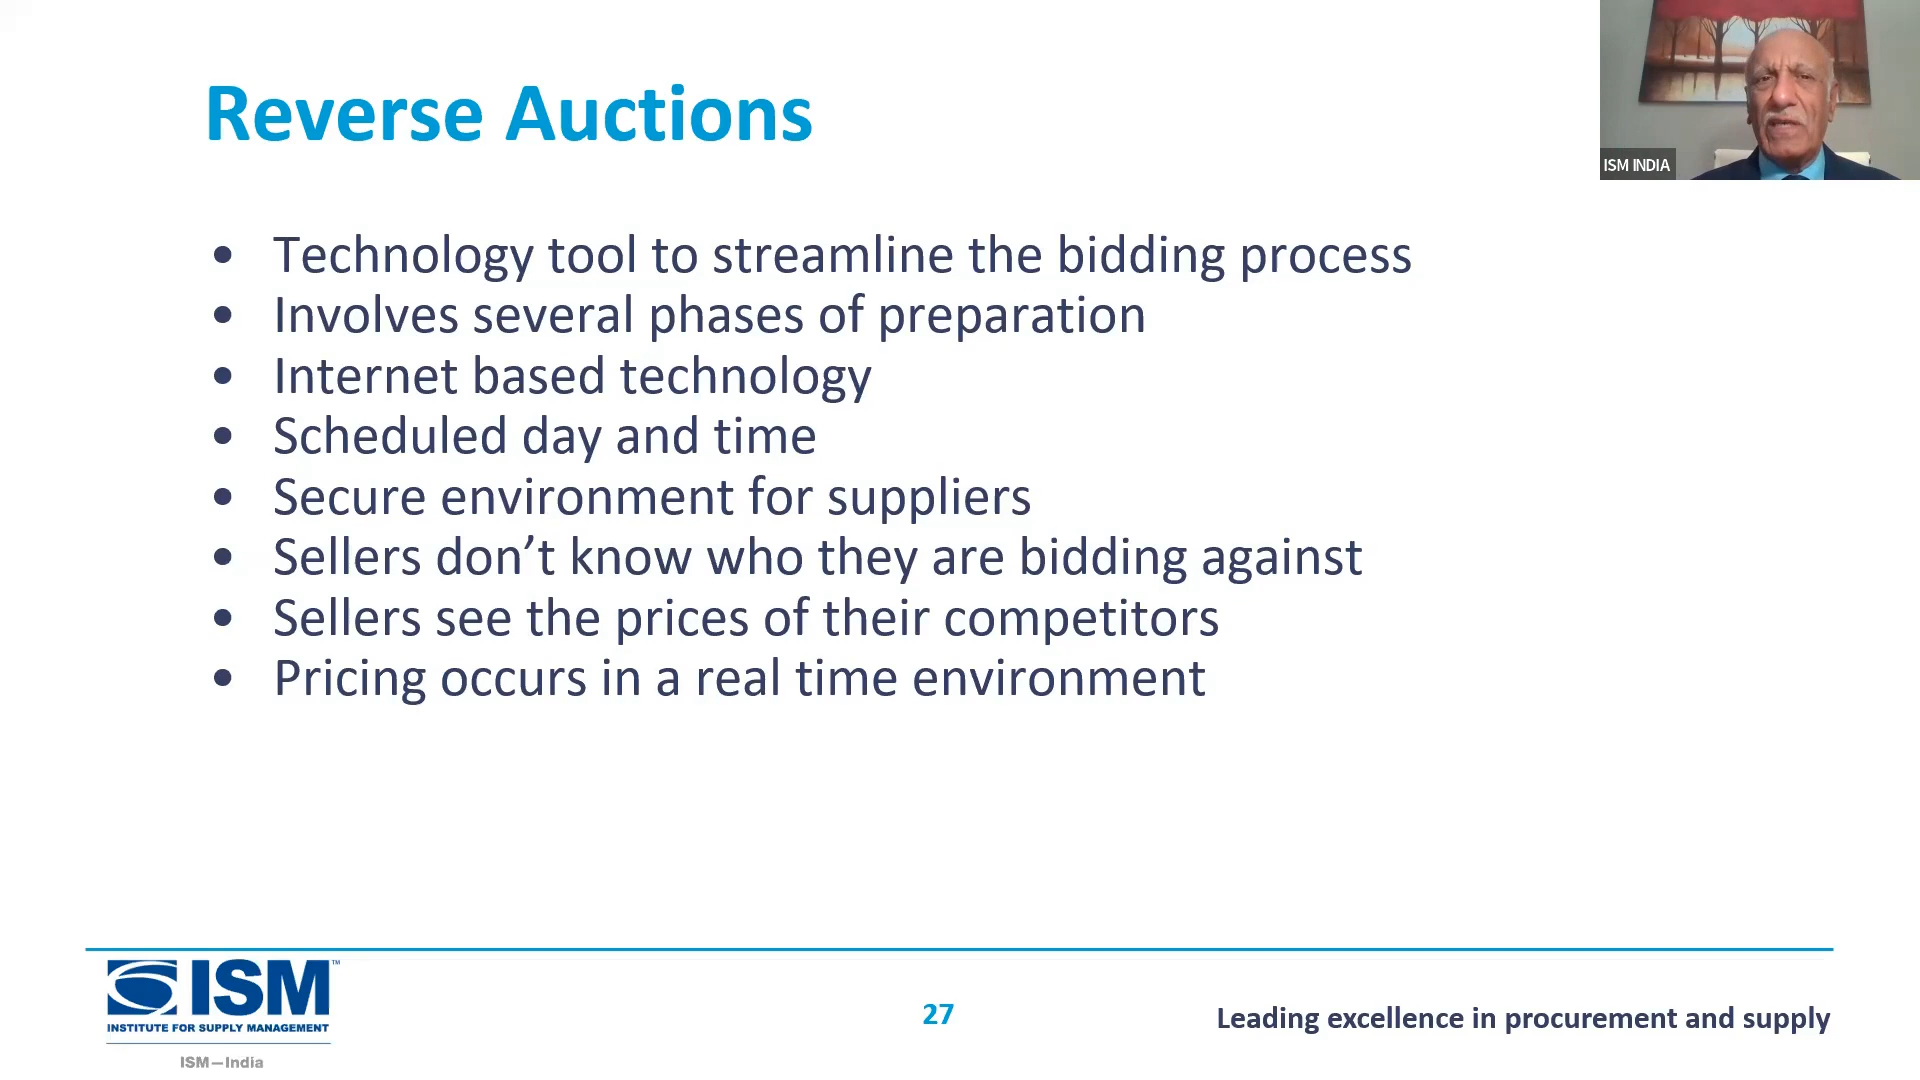 Reverse Auctions
ISM INDIA
• Technology tool to streamline the bidding process
• Involves several phases of preparation
• Internet based technology
• Scheduled day and time
• Secure environment for suppliers
• Sellers don’t know who they are bidding against
• Sellers see the prices of their competitors
• Pricing occurs in a real time environment
ISM™
INSTITUTE FOR SUPPLY MANAGEMENT
ISM—India
27
Leading excellence in procurement and supply